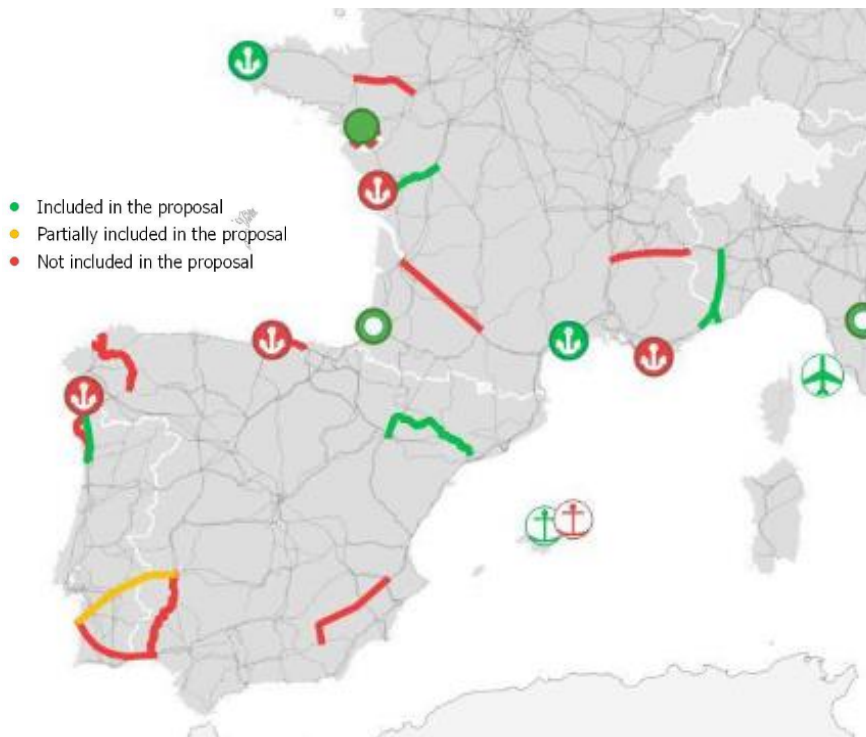 Included in the proposal
Partially included in the proposal
Not included in the proposal